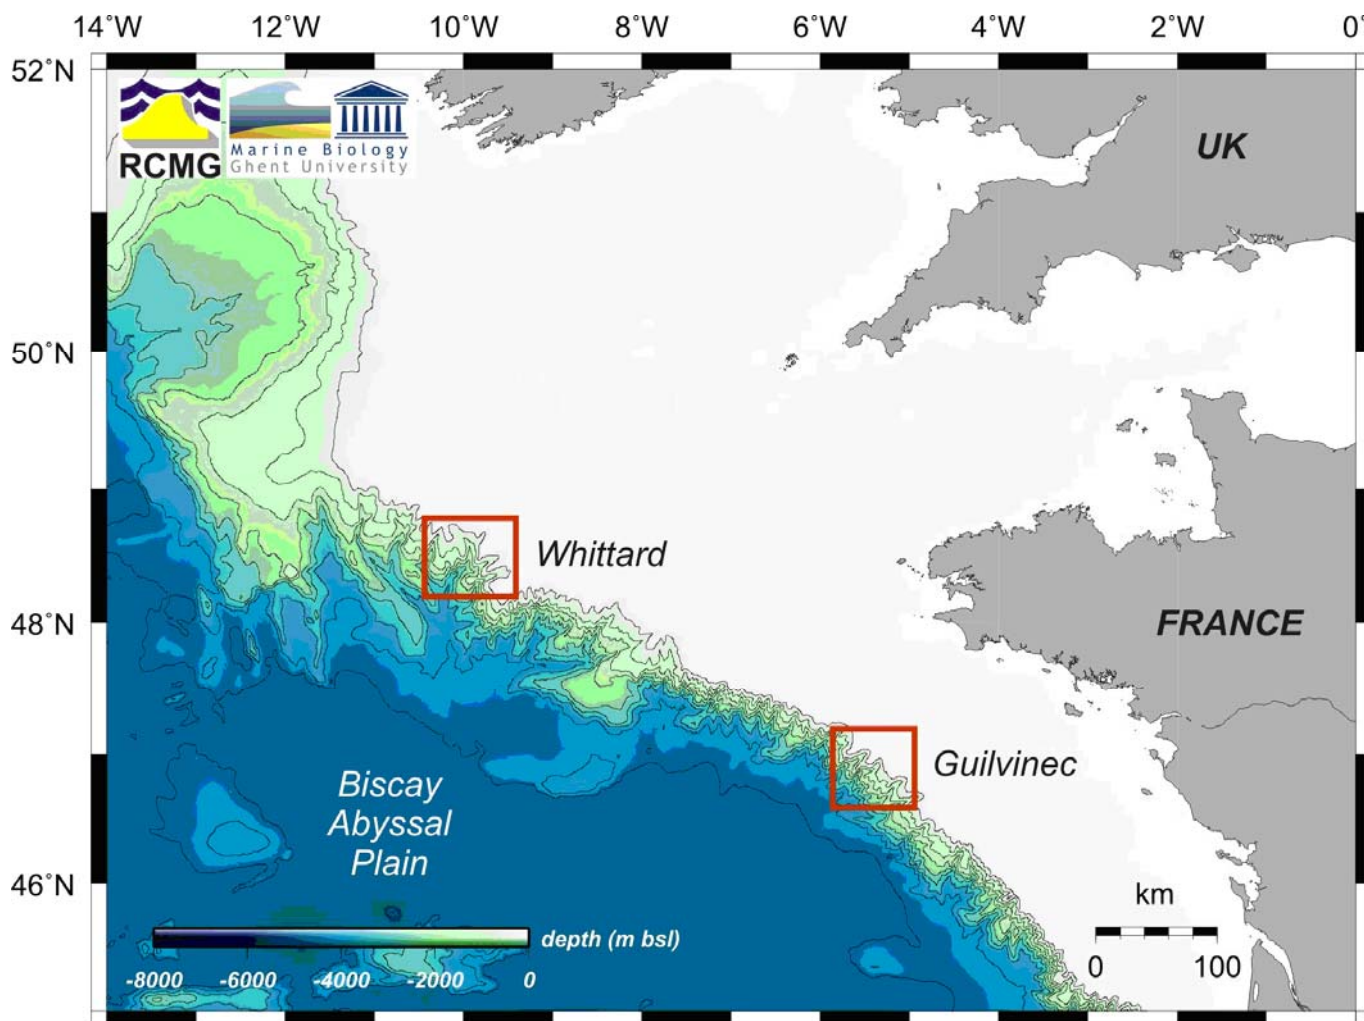 14°W 12°W 10°W 8°W 6°W 4°W 2°W 0°
52°N
RCMG
Marine Biology
Ghent University
UK
50°N
Whittard
48°N
FRANCE
Guilvinec
Biscay
Abyssal
Plain
46°N
km
0 100
depth (m bsl)
-8000 -6000 -4000 -2000 0